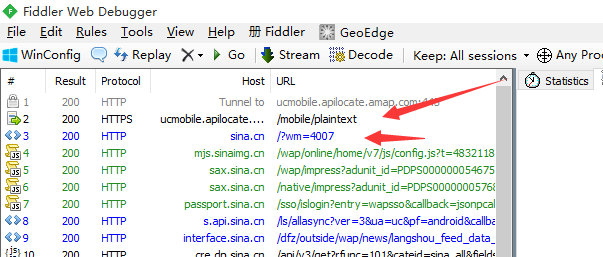 Fiddler Web Debugger
File Edit Rules Tools View Help Fiddler GeoEdge
WinConfig Replay Go Stream Decode Keep: All sessions Any Pro
# Result Protocol Host URL Statistics
1 200 HTTP Tunnel to ucmobile.apilocate.amap.com:443
2 200 HTTPS ucmobile.apilocate.... /mobile/plaintext
3 200 HTTP sina.cn /?wm=4007
4 200 HTTP mjs.sinaimg.cn /wap/online/home/v7/js/config.js?t=4832118
5 200 HTTP sax.sina.cn /wap/impress?adunit_id=PDPS000000054675
6 200 HTTP sax.sina.cn /native/impress?adunit_id=PDPS00000005768
7 200 HTTP passport.sina.cn /sso/islogin?entry=wapsso&callback=jsonpcal
8 200 HTTP s.api.sina.cn /ls/allasync?ver=3&ua=uc&pf=android&callba
9 200 HTTP interface.sina.cn /dfz/outside/wap/news/langshou_feed_data_
10 200 HTTP cre.dp.sina.cn /api/v3/get?rfunc=101&cateid=sina_all&fields